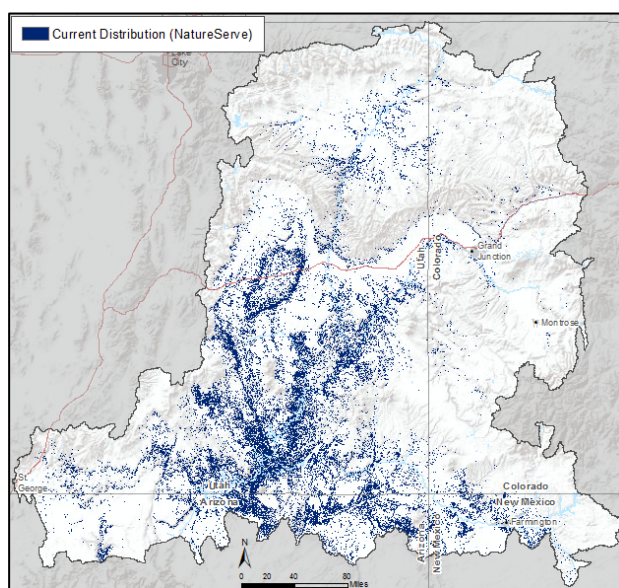 Current Distribution (NatureServe)
Lake
City
Utah
Colorado
Grand
Junction
Montrose
St.
George
Utah
Arizona
Colorado
New Mexico
Farmington
Arizona
New Mexico
N
0 20 40 80
Miles